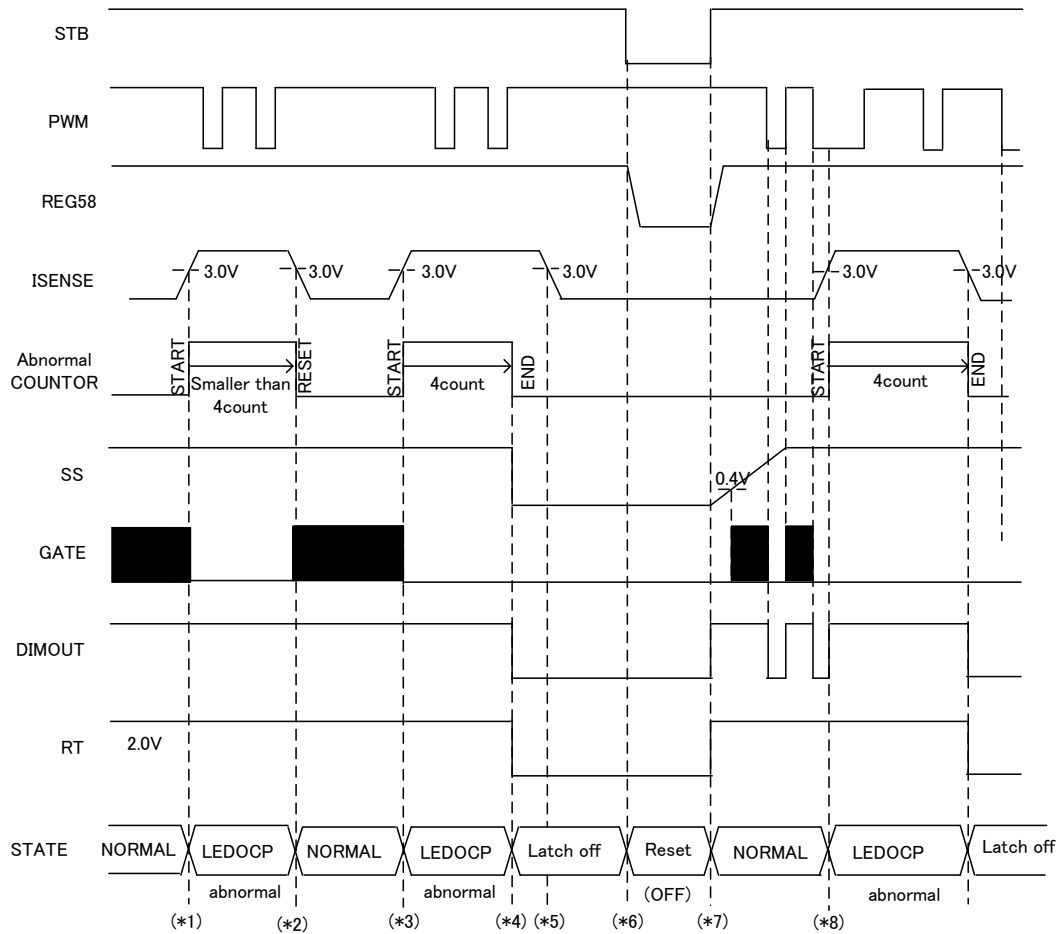 STB
PWM
REG58
ISENSE
3.0V
3.0V
3.0V
3.0V
3.0V
3.0V
Abnormal
COUNTOR
START
Smaller than
4count
RESET
START
4count
END
START
4count
END
SS
0.4V
GATE
DIMOUT
RT
2.0V
STATE
NORMAL
LEDOCP
NORMAL
LEDOCP
Latch off
Reset
NORMAL
LEDOCP
Latch off
abnormal
abnormal
(OFF)
abnormal
(*1)
(*2)
(*3)
(*4)
(*5)
(*6)
(*7)
(*8)